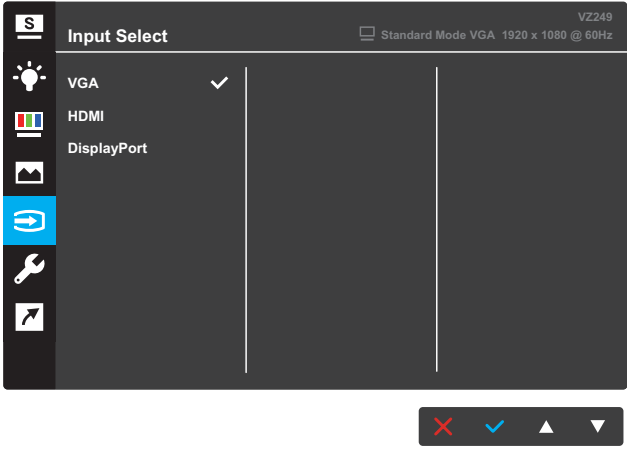 S
VZ249
Input Select
Standard Mode VGA 1920 x 1080 @ 60Hz
VGA
HDMI
DisplayPort